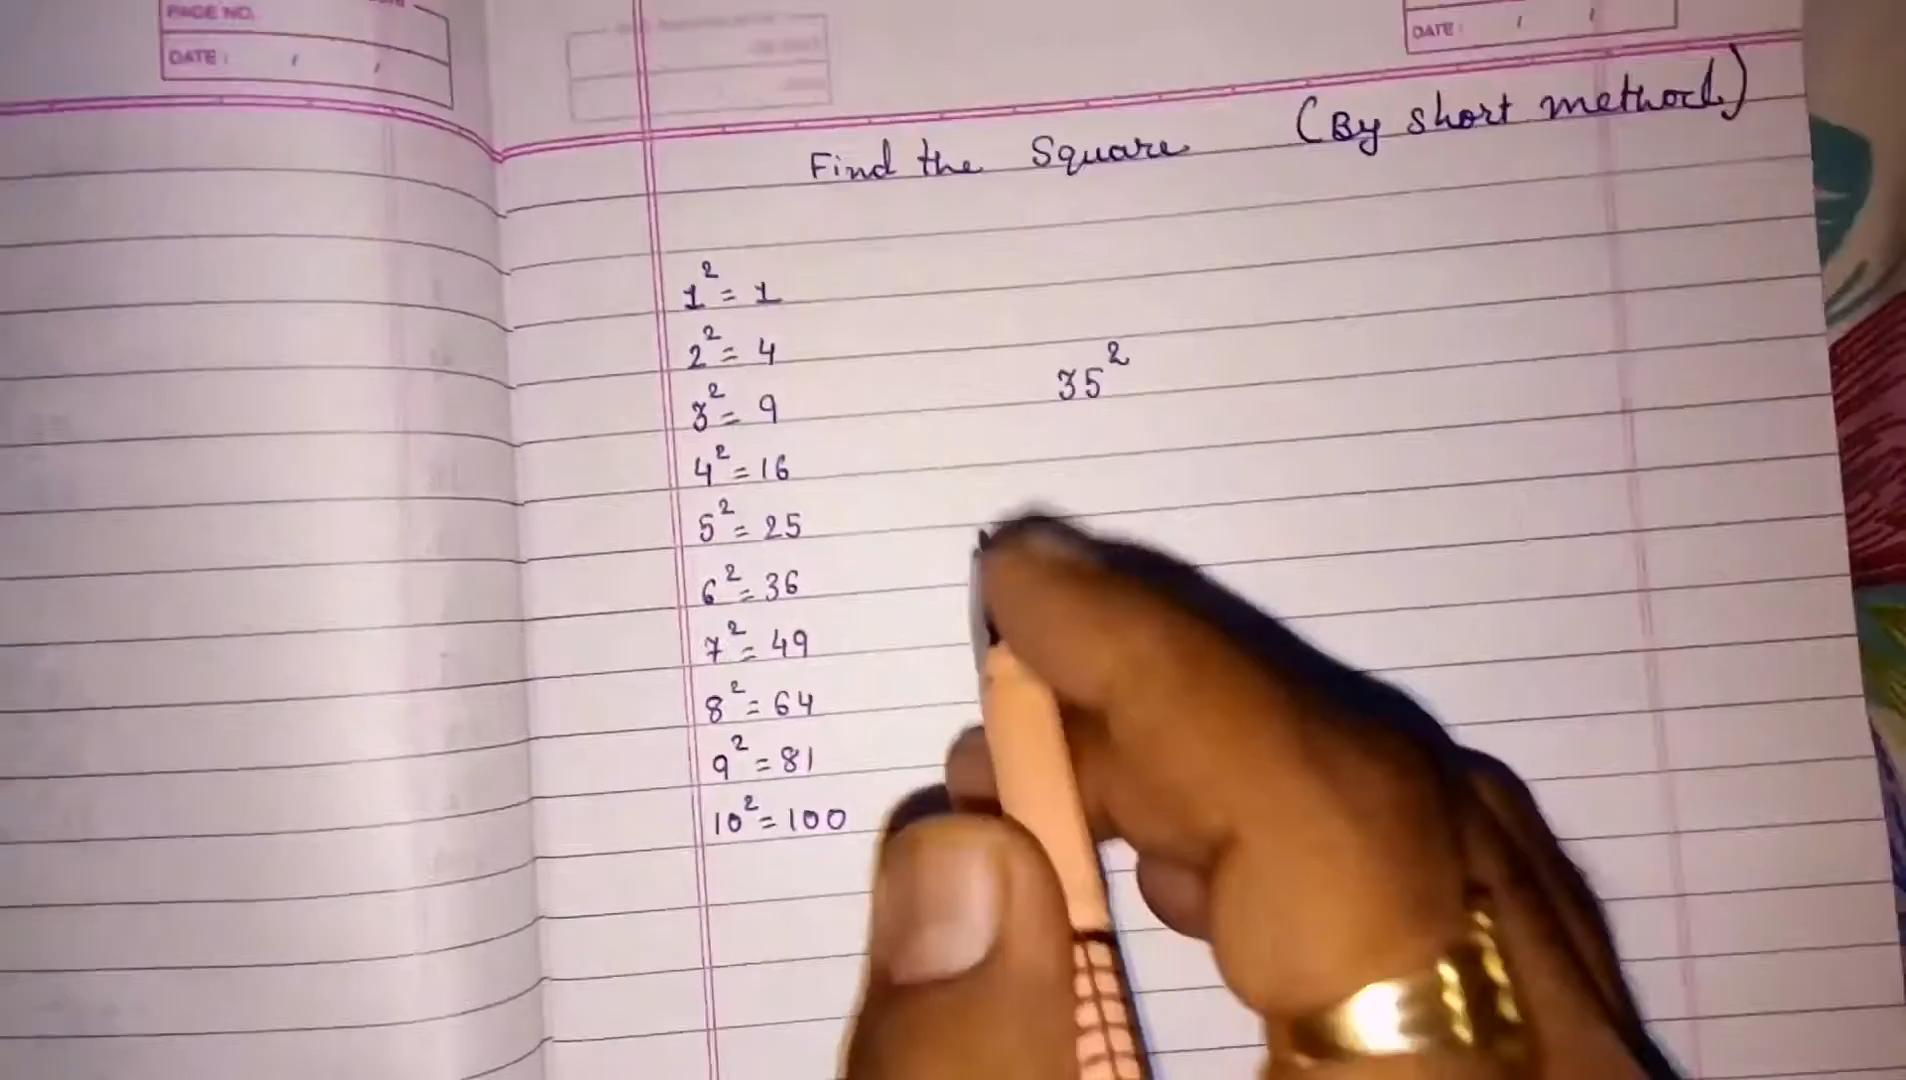 PAGE NO.
DATE : / /
DATE : / /
Find the Square (By short method)
1² = 1
2² = 4
3² = 9
4² = 16
5² = 25
6² = 36
7² = 49
8² = 64
9² = 81
10² = 100
35²